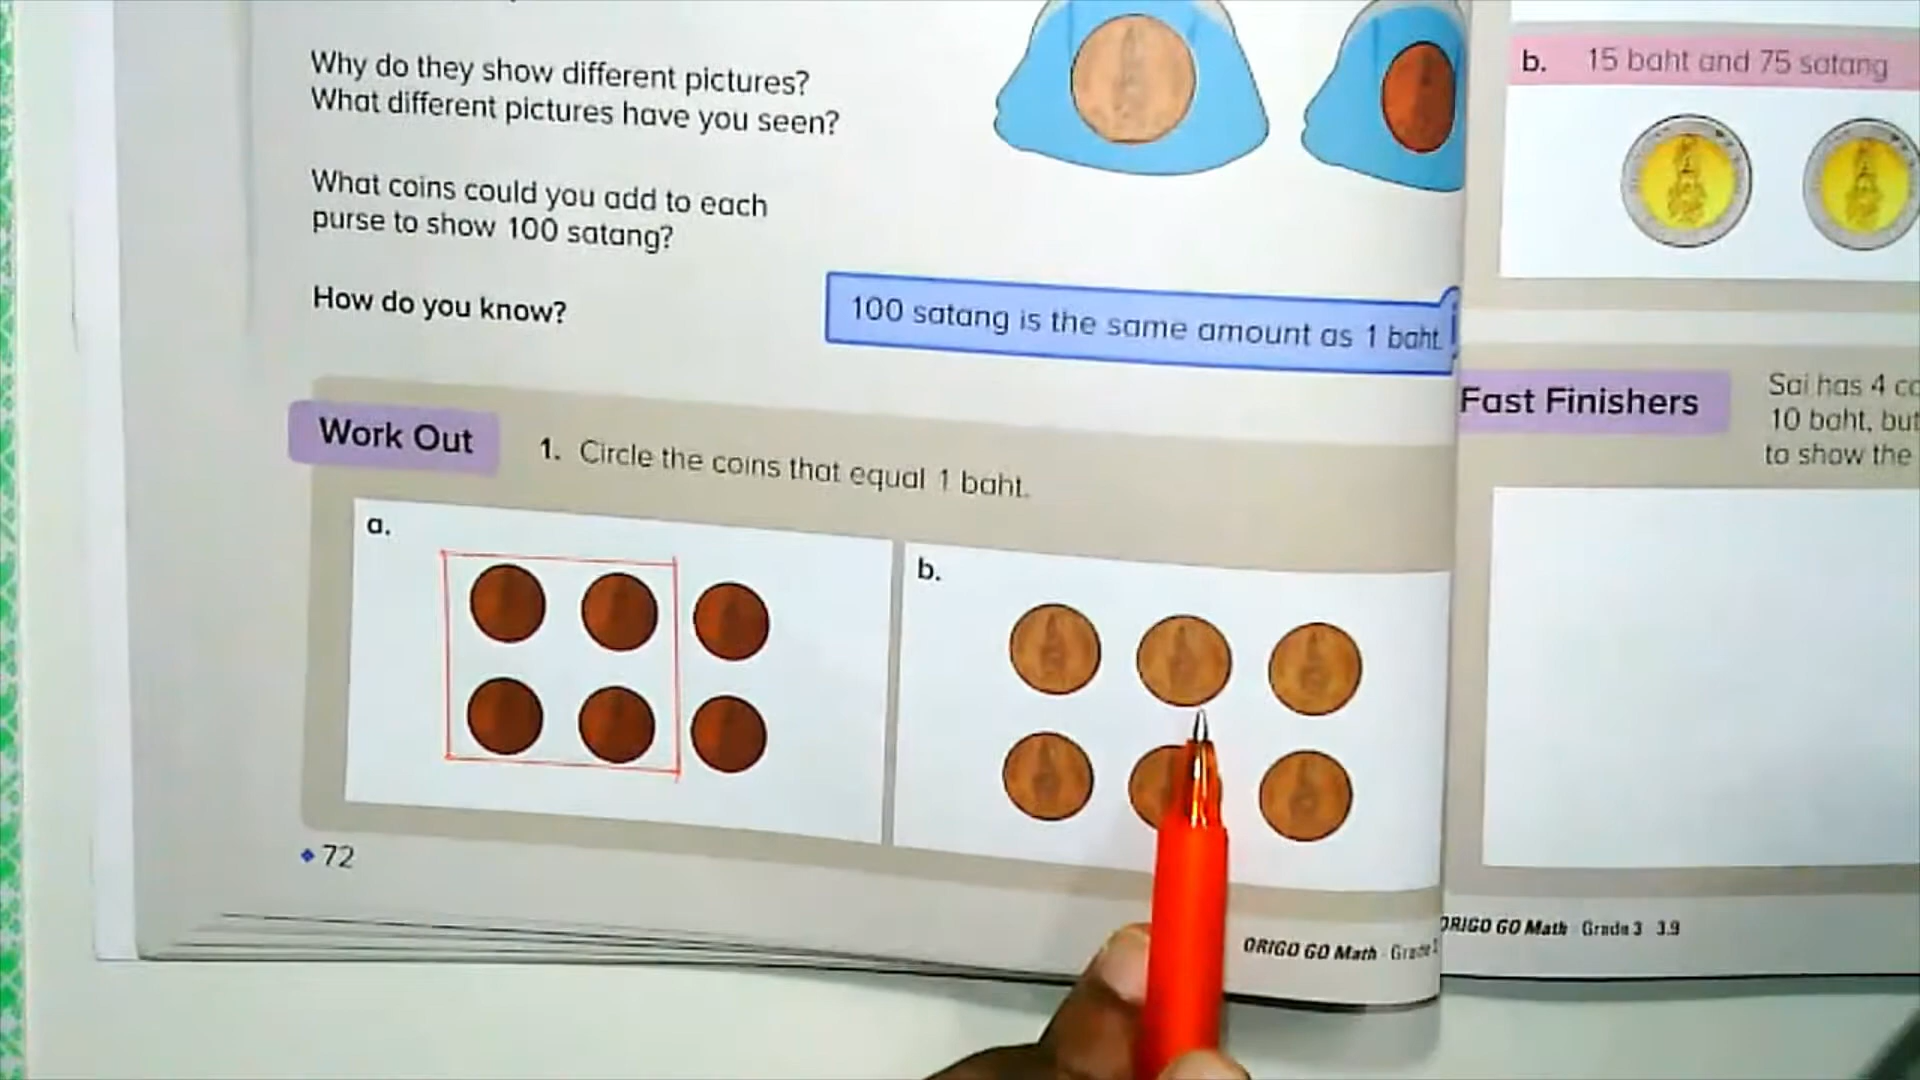 Why do they show different pictures?
What different pictures have you seen?
What coins could you add to each
purse to show 100 satang?
How do you know?
100 satang is the same amount as 1 baht.
Work Out
1. Circle the coins that equal 1 baht.
a.
b.
72
ORIGO GO Math
b. 15 baht and 75 satang
Fast Finishers
Sai has 4
10 baht, but
to show the
ORIGO GO Math Grade 3 3.9